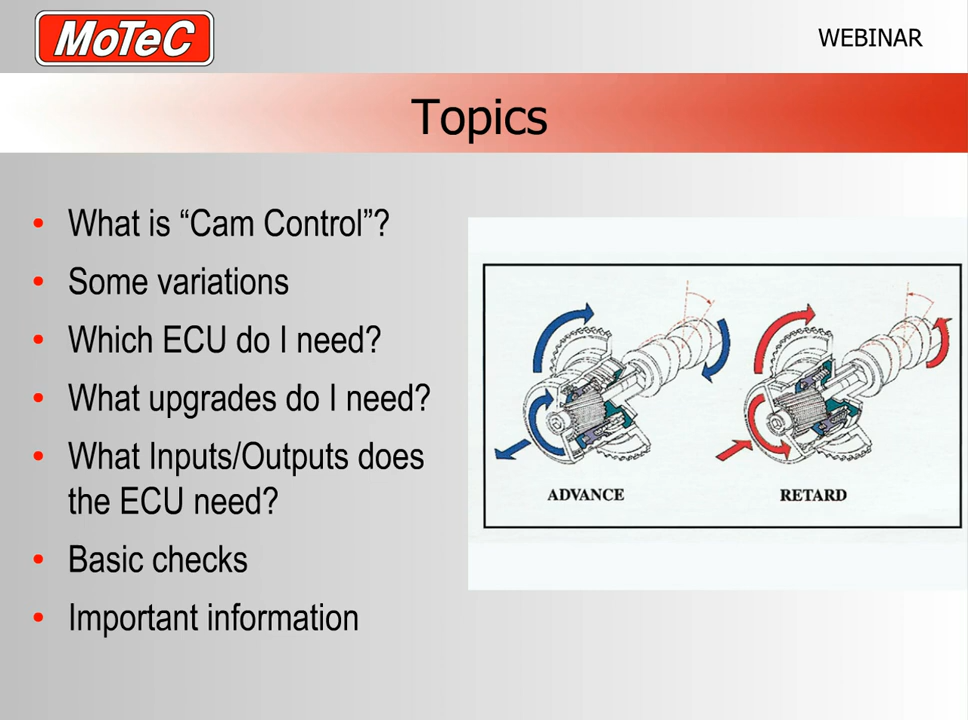 MoTeC
WEBINAR
Topics
• What is “Cam Control”?
• Some variations
• Which ECU do I need?
• What upgrades do I need?
• What Inputs/Outputs does
the ECU need?
• Basic checks
• Important information
ADVANCE
RETARD